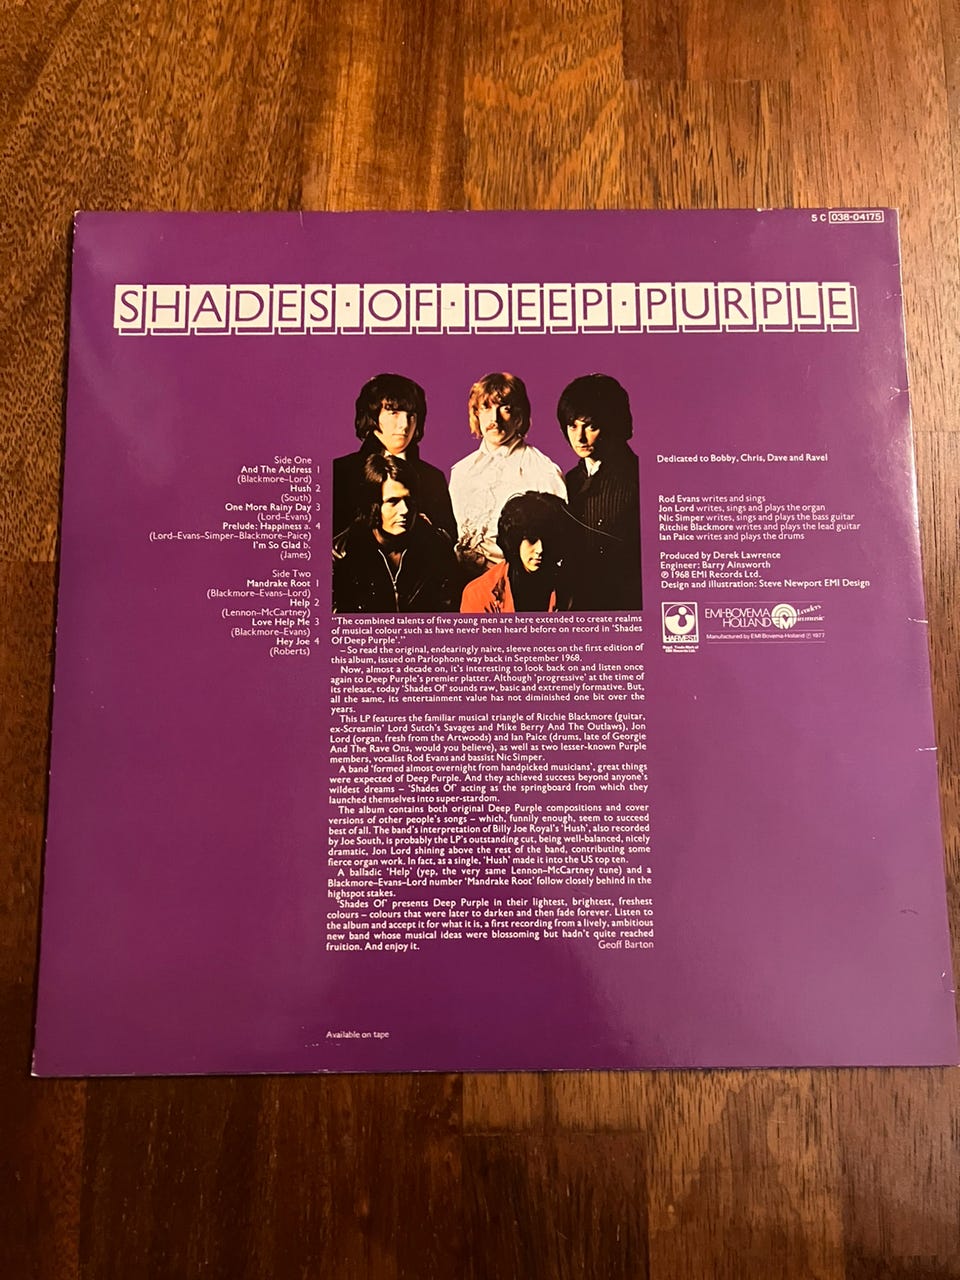 5 C 038-04175
SHADES·OF·DEEP·PURPLE
Side One
And The Address 1
(Blackmore–Lord)
Hush 2
(South)
One More Rainy Day 3
(Lord–Evans)
Prelude: Happiness a. 4
(Lord–Evans–Simper–Blackmore–Paice)
I'm So Glad b.
(James)
Side Two
Mandrake Root 1
(Blackmore–Evans–Lord)
Help 2
(Lennon–McCartney)
Love Help Me 3
(Blackmore–Evans)
Hey Joe 4
(Roberts)
"The combined talents of five young men are here extended to create realms
of musical colour such as have never been heard before on record in 'Shades
Of Deep Purple'."
– So read the original, endearingly naive, sleeve notes on the first edition of
this album, issued on Parlophone way back in September 1968.
Now, almost a decade on, it's interesting to look back on and listen once
again to Deep Purple's premier platter. Although 'progressive' at the time of
its release, today 'Shades Of' sounds raw, basic and extremely formative. But,
all the same, its entertainment value has not diminished one bit over the
years.
This LP features the familiar musical triangle of Ritchie Blackmore (guitar,
ex-Screamin' Lord Sutch's Savages and Mike Berry And The Outlaws), Jon
Lord (organ, fresh from the Artwoods) and Ian Paice (drums, late of Georgie
And The Rave Ons, would you believe), as well as two lesser-known Purple
members, vocalist Rod Evans and bassist Nic Simper.
A band 'formed almost overnight from handpicked musicians', great things
were expected of Deep Purple. And they achieved success beyond anyone's
wildest dreams – 'Shades Of' acting as the springboard from which they
launched themselves into super-stardom.
The album contains both original Deep Purple compositions and cover
versions of other people's songs – which, funnily enough, seem to succeed
best of all. The band's interpretation of Billy Joe Royal's 'Hush', also recorded
by Joe South, is probably the LP's outstanding cut, being well-balanced, nicely
dramatic, Jon Lord shining above the rest of the band, contributing some
fierce organ work. In fact, as a single, 'Hush' made it into the US top ten.
A balladic 'Help' (yep, the very same Lennon–McCartney tune) and a
Blackmore–Evans–Lord number 'Mandrake Root' follow closely behind in the
highspot stakes.
'Shades Of' presents Deep Purple in their lightest, brightest, freshest
colours – colours that were later to darken and then fade forever. Listen to
the album and accept it for what it is, a first recording from a lively, ambitious
new band whose musical ideas were blossoming but hadn't quite reached
fruition. And enjoy it. Geoff Barton
Dedicated to Bobby, Chris, Dave and Ravel
Rod Evans writes and sings
Jon Lord writes, sings and plays the organ
Nic Simper writes, sings and plays the bass guitar
Ritchie Blackmore writes and plays the lead guitar
Ian Paice writes and plays the drums
Produced by Derek Lawrence
Engineer: Barry Ainsworth
℗ 1968 EMI Records Ltd.
Design and illustration: Steve Newport EMI Design
HARVEST
Regd. Trade Mark of
EMI Records Ltd.
EMI-BOVEMA
HOLLAND
Leaders
in music
Manufactured by EMI Bovema-Holland ℗ 1977
Available on tape